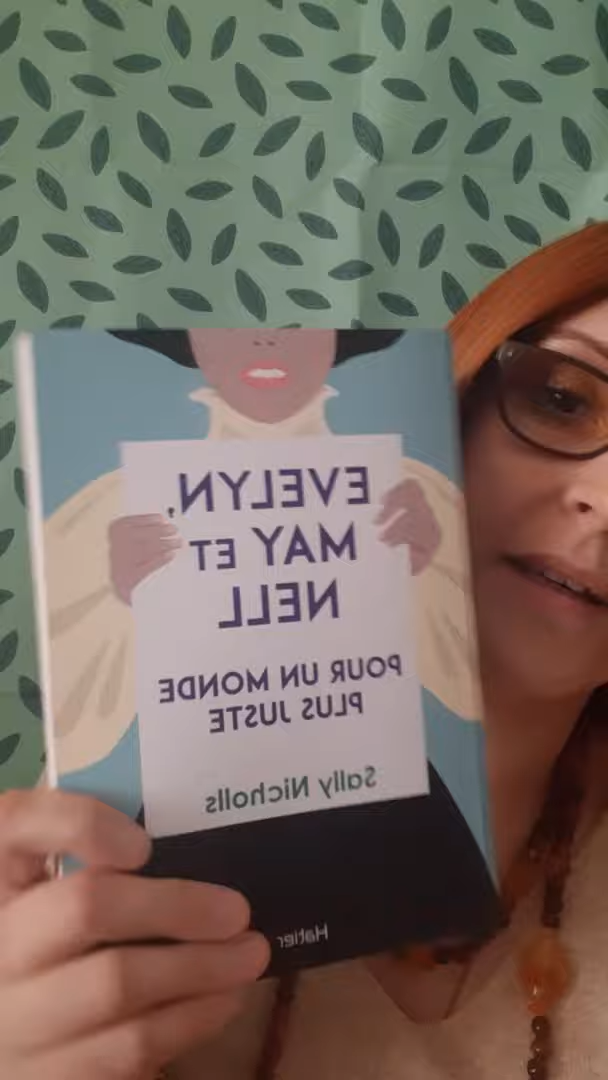 EVELYN,
MAY ET
NELL
POUR UN MONDE
PLUS JUSTE
Sally Nicholls
Hatier